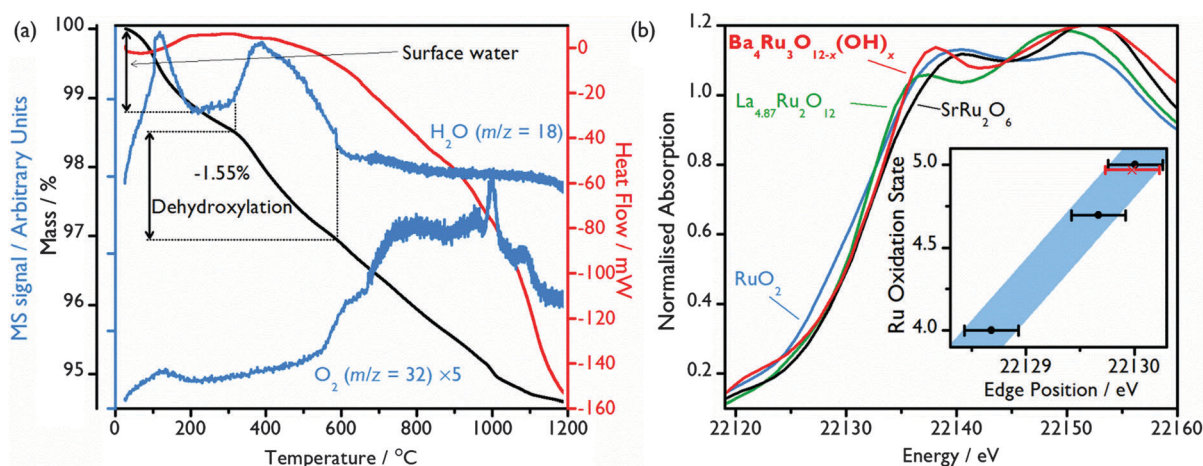 (a)
MS signal / Arbitrary Units
Mass / %
100
99
98
97
96
95
Surface water
H₂O (m/z = 18)
-1.55%
Dehydroxylation
O₂ (m/z = 32) ×5
0
-20
-40
-60
-80
-100
-120
-140
-160
Heat Flow / mW
0 200 400 600 800 1000 1200
Temperature / °C
(b)
Normalised Absorption
1.2
1.0
0.8
0.6
0.4
0.2
Ba₄Ru₃O₁₂₋ₓ(OH)ₓ
La₄.₈₇Ru₂O₁₂
SrRu₂O₆
RuO₂
Ru Oxidation State
5.0
4.5
4.0
22129 22130
Edge Position / eV
22120 22130 22140 22150 22160
Energy / eV